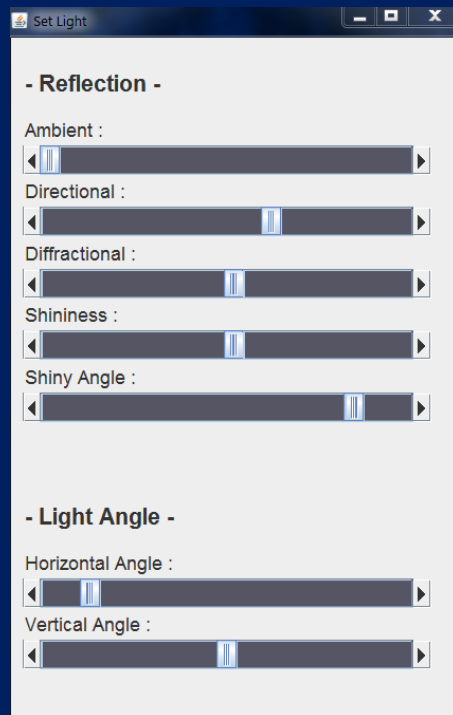 Set Light
- Reflection -
Ambient :
Directional :
Diffractional :
Shininess :
Shiny Angle :
- Light Angle -
Horizontal Angle :
Vertical Angle :